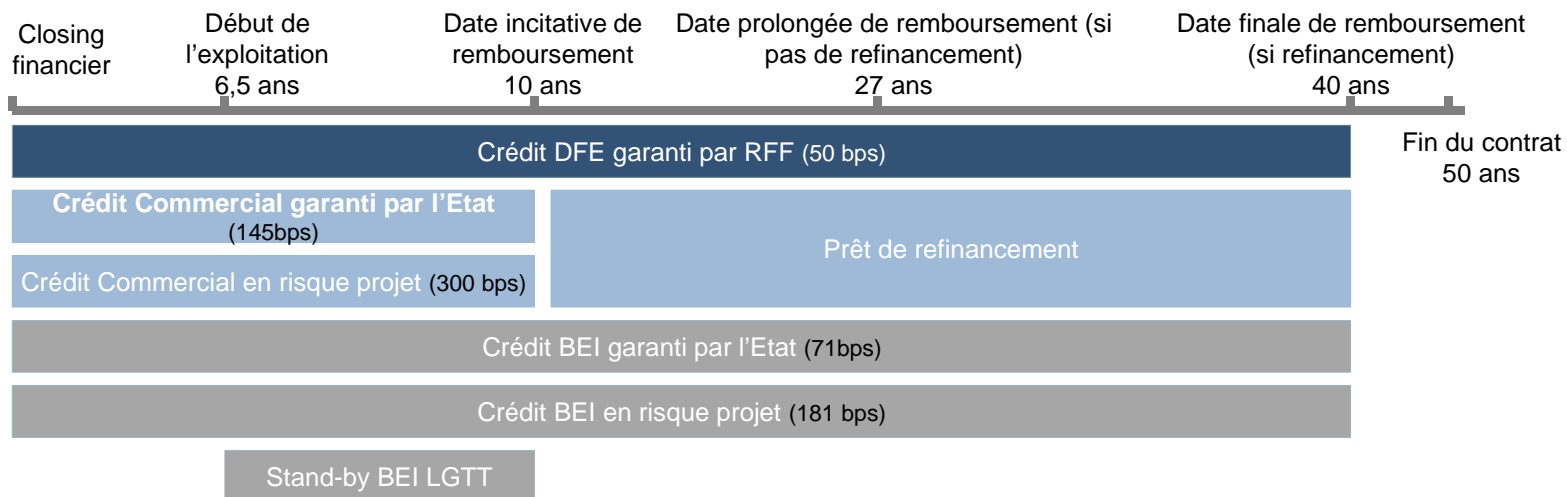 Closing
financier
Début de
l'exploitation
6,5 ans
Date incitative de
remboursement
10 ans
Date prolongée de remboursement (si
pas de refinancement)
27 ans
Date finale de remboursement
(si refinancement)
40 ans
Fin du contrat
50 ans
Crédit DFE garanti par RFF (50 bps)
Crédit Commercial garanti par l'Etat
(145bps)
Crédit Commercial en risque projet (300 bps)
Prêt de refinancement
Crédit BEI garanti par l'Etat (71bps)
Crédit BEI en risque projet (181 bps)
Stand-by BEI LGTT